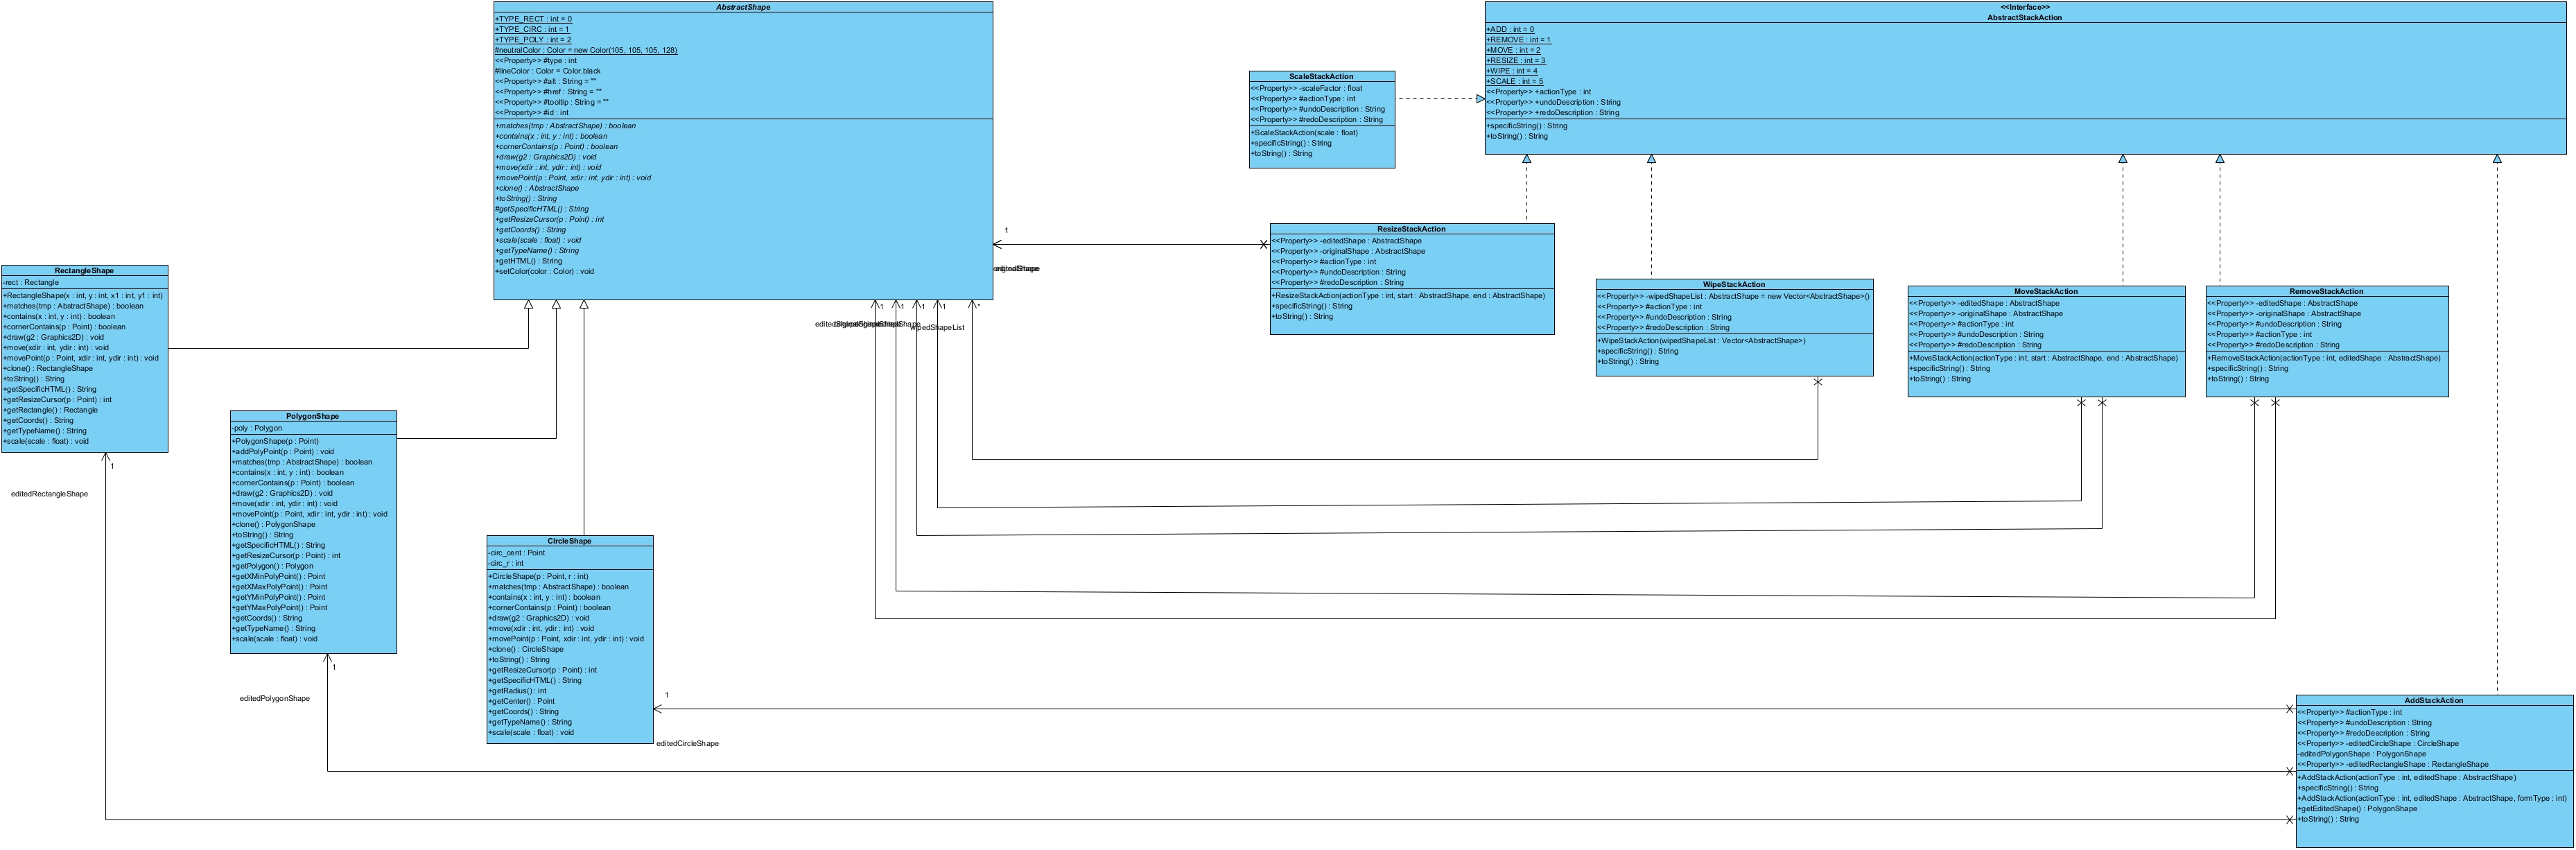 AbstractShape
+TYPE_RECT : int = 0
+TYPE_CIRC : int = 1
+TYPE_POLY : int = 2
#neutralColor : Color = new Color(105, 105, 105, 128)
<<Property>> #type : int
#lineColor : Color = Color.black
<<Property>> #alt : String = ""
<<Property>> #href : String = ""
<<Property>> #tooltip : String = ""
<<Property>> #id : int
+matches(tmp : AbstractShape) : boolean
+contains(x : int, y : int) : boolean
+cornerContains(p : Point) : boolean
+draw(g2 : Graphics2D) : void
+move(xdir : int, ydir : int) : void
+movePoint(p : Point, xdir : int, ydir : int) : void
+clone() : AbstractShape
+toString() : String
#getSpecificHTML() : String
+getResizeCursor(p : Point) : int
+getCoords() : String
+scale(scale : float) : void
+getTypeName() : String
+getHTML() : String
+setColor(color : Color) : void
<<Interface>>
AbstractStackAction
+ADD : int = 0
+REMOVE : int = 1
+MOVE : int = 2
+RESIZE : int = 3
+WIPE : int = 4
+SCALE : int = 5
<<Property>> +actionType : int
<<Property>> +undoDescription : String
<<Property>> +redoDescription : String
+specificString() : String
+toString() : String
ScaleStackAction
<<Property>> -scaleFactor : float
<<Property>> #actionType : int
<<Property>> #undoDescription : String
<<Property>> #redoDescription : String
+ScaleStackAction(scale : float)
+specificString() : String
+toString() : String
ResizeStackAction
<<Property>> -editedShape : AbstractShape
<<Property>> -originalShape : AbstractShape
<<Property>> #actionType : int
<<Property>> #undoDescription : String
<<Property>> #redoDescription : String
+ResizeStackAction(actionType : int, start : AbstractShape, end : AbstractShape)
+specificString() : String
+toString() : String
1
WipeStackAction
<<Property>> -wipedShapeList : AbstractShape = new Vector<AbstractShape>()
<<Property>> #actionType : int
<<Property>> #undoDescription : String
<<Property>> #redoDescription : String
+WipeStackAction(wipedShapeList : Vector<AbstractShape>)
+specificString() : String
+toString() : String
MoveStackAction
<<Property>> -editedShape : AbstractShape
<<Property>> -originalShape : AbstractShape
<<Property>> #actionType : int
<<Property>> #undoDescription : String
<<Property>> #redoDescription : String
+MoveStackAction(actionType : int, start : AbstractShape, end : AbstractShape)
+specificString() : String
+toString() : String
RemoveStackAction
<<Property>> -editedShape : AbstractShape
<<Property>> -originalShape : AbstractShape
<<Property>> #undoDescription : String
<<Property>> #actionType : int
<<Property>> #redoDescription : String
+RemoveStackAction(actionType : int, editedShape : AbstractShape)
+specificString() : String
+toString() : String
1 1 1 1 *
wipedShapeList
RectangleShape
-rect : Rectangle
+RectangleShape(x : int, y : int, x1 : int, y1 : int)
+matches(tmp : AbstractShape) : boolean
+contains(x : int, y : int) : boolean
+cornerContains(p : Point) : boolean
+draw(g2 : Graphics2D) : void
+move(xdir : int, ydir : int) : void
+movePoint(p : Point, xdir : int, ydir : int) : void
+clone() : RectangleShape
+toString() : String
+getSpecificHTML() : String
+getResizeCursor(p : Point) : int
+getRectangle() : Rectangle
+getCoords() : String
+getTypeName() : String
+scale(scale : float) : void
1
editedRectangleShape
PolygonShape
-poly : Polygon
+PolygonShape(p : Point)
+addPolyPoint(p : Point) : void
+matches(tmp : AbstractShape) : boolean
+contains(x : int, y : int) : boolean
+cornerContains(p : Point) : boolean
+draw(g2 : Graphics2D) : void
+move(xdir : int, ydir : int) : void
+movePoint(p : Point, xdir : int, ydir : int) : void
+clone() : PolygonShape
+toString() : String
+getSpecificHTML() : String
+getResizeCursor(p : Point) : int
+getPolygon() : Polygon
+getXMinPolyPoint() : Point
+getXMaxPolyPoint() : Point
+getYMinPolyPoint() : Point
+getYMaxPolyPoint() : Point
+getCoords() : String
+getTypeName() : String
+scale(scale : float) : void
1
editedPolygonShape
CircleShape
-circ_cent : Point
-circ_r : int
+CircleShape(p : Point, r : int)
+matches(tmp : AbstractShape) : boolean
+contains(x : int, y : int) : boolean
+cornerContains(p : Point) : boolean
+draw(g2 : Graphics2D) : void
+move(xdir : int, ydir : int) : void
+movePoint(p : Point, xdir : int, ydir : int) : void
+clone() : CircleShape
+toString() : String
+getResizeCursor(p : Point) : int
+getSpecificHTML() : String
+getRadius() : int
+getCenter() : Point
+getCoords() : String
+getTypeName() : String
+scale(scale : float) : void
1
editedCircleShape
AddStackAction
<<Property>> #actionType : int
<<Property>> #undoDescription : String
<<Property>> #redoDescription : String
<<Property>> -editedCircleShape : CircleShape
-editedPolygonShape : PolygonShape
<<Property>> -editedRectangleShape : RectangleShape
+AddStackAction(actionType : int, editedShape : AbstractShape)
+specificString() : String
+AddStackAction(actionType : int, editedShape : AbstractShape, formType : int)
+getEditedShape() : PolygonShape
+toString() : String